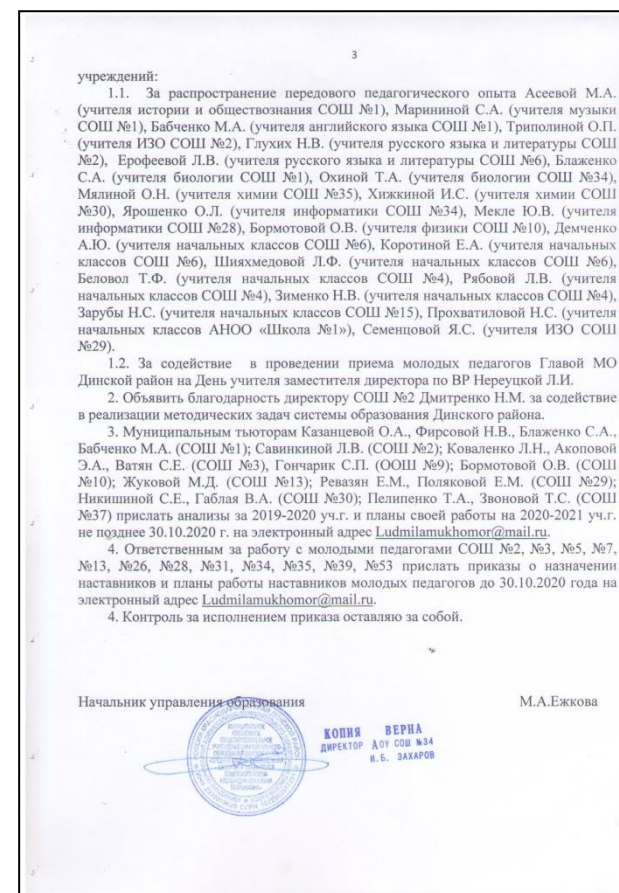 3
учреждений:
1.1. За распространение передового педагогического опыта Асеевой М.А.
(учителя истории и обществознания СОШ №1), Марининой С.А. (учителя музыки
СОШ №1), Бабченко М.А. (учителя английского языка СОШ №1), Триполиной О.П.
(учителя ИЗО СОШ №2), Глухих Н.В. (учителя русского языка и литературы СОШ
№2), Ерофеевой Л.В. (учителя русского языка и литературы СОШ №6), Блаженко
С.А. (учителя биологии СОШ №1), Охиной Т.А. (учителя биологии СОШ №34),
Мялиной О.Н. (учителя химии СОШ №35), Хижкиной И.С. (учителя химии СОШ
№30), Ярошенко О.Л. (учителя информатики СОШ №34), Мекле Ю.В. (учителя
информатики СОШ №28), Бормотовой О.В. (учителя физики СОШ №10), Демченко
А.Ю. (учителя начальных классов СОШ №6), Коротиной Е.А. (учителя начальных
классов СОШ №6), Шияхмедовой Л.Ф. (учителя начальных классов СОШ №6),
Беловол Т.Ф. (учителя начальных классов СОШ №4), Рябовой Л.В. (учителя
начальных классов СОШ №4), Зименко Н.В. (учителя начальных классов СОШ №4),
Зарубы Н.С. (учителя начальных классов СОШ №15), Прохватиловой Н.С. (учителя
начальных классов АНОО «Школа №1»), Семенцовой Я.С. (учителя ИЗО СОШ
№29).
1.2. За содействие в проведении приема молодых педагогов Главой МО
Динской район на День учителя заместителя директора по ВР Нереуцкой Л.И.
2. Объявить благодарность директору СОШ №2 Дмитренко Н.М. за содействие
в реализации методических задач системы образования Динского района.
3. Муниципальным тьюторам Казанцевой О.А., Фирсовой Н.В., Блаженко С.А.,
Бабченко М.А. (СОШ №1); Савинкиной Л.В. (СОШ №2); Коваленко Л.Н., Акоповой
Э.А., Ватян С.Е. (СОШ №3), Гончарик С.П. (ООШ №9); Бормотовой О.В. (СОШ
№10); Жуковой М.Д. (СОШ №13); Ревазян Е.М., Поляковой Е.М. (СОШ №29);
Никишиной С.Е., Габлая В.А. (СОШ №30); Пелипенко Т.А., Звоновой Т.С. (СОШ
№37) прислать анализы за 2019-2020 уч.г. и планы своей работы на 2020-2021 уч.г.
не позднее 30.10.2020 г. на электронный адрес Ludmilamukhomor@mail.ru.
4. Ответственным за работу с молодыми педагогами СОШ №2, №3, №5, №7,
№13, №26, №28, №31, №34, №35, №39, №53 прислать приказы о назначении
наставников и планы работы наставников молодых педагогов до 30.10.2020 года на
электронный адрес Ludmilamukhomor@mail.ru.
4. Контроль за исполнением приказа оставляю за собой.
Начальник управления образования М.А.Ежкова
КОПИЯ ВЕРНА
ДИРЕКТОР АОУ СОШ №34
И.Б. ЗАХАРОВ